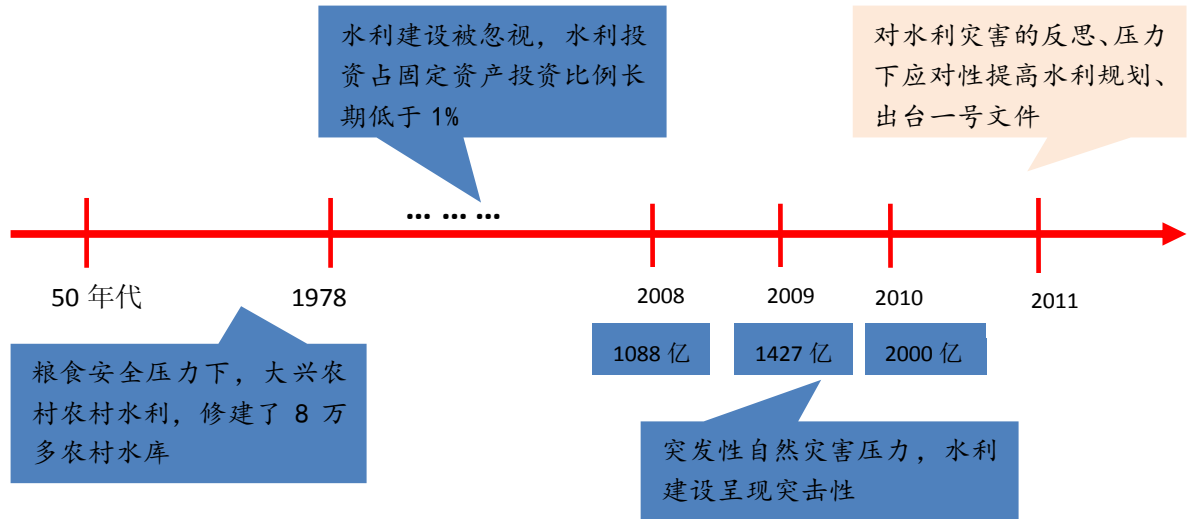 水利建设被忽视，水利投
资占固定资产投资比例长
期低于 1%
对水利灾害的反思、压力
下应对性提高水利规划、
出台一号文件
… … …
50 年代
1978
2008
2009
2010
2011
1088 亿
1427 亿
2000 亿
粮食安全压力下，大兴农
村农村水利，修建了 8 万
多农村水库
突发性自然灾害压力，水利
建设呈现突击性